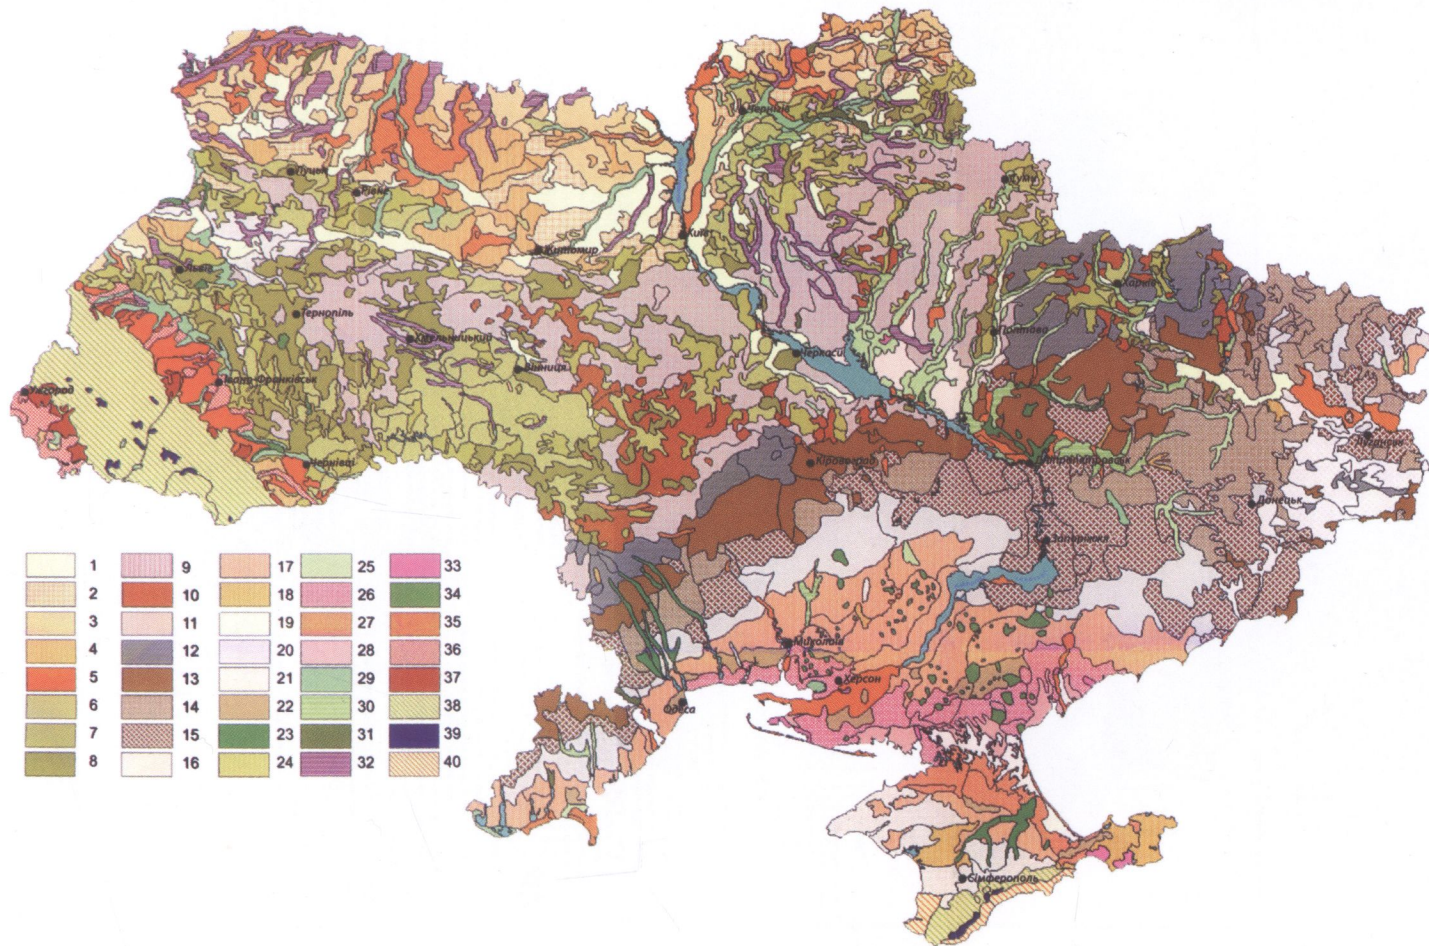 Чернігів
Луцьк
Рівне
Суми
Київ
Житомир
Львів
Харків
Тернопіль
Полтава
Хмельницький
Черкаси
Вінниця
Івано-Франківськ
Ужгород
Луганськ
Чернівці
Кіровоград
Дніпропетровськ
Донецьк
Запоріжжя
Миколаїв
Херсон
Одеса
Сімферополь
1 9 17 25 33
2 10 18 26 34
3 11 19 27 35
4 12 20 28 36
5 13 21 29 37
6 14 22 30 38
7 15 23 31 39
8 16 24 32 40